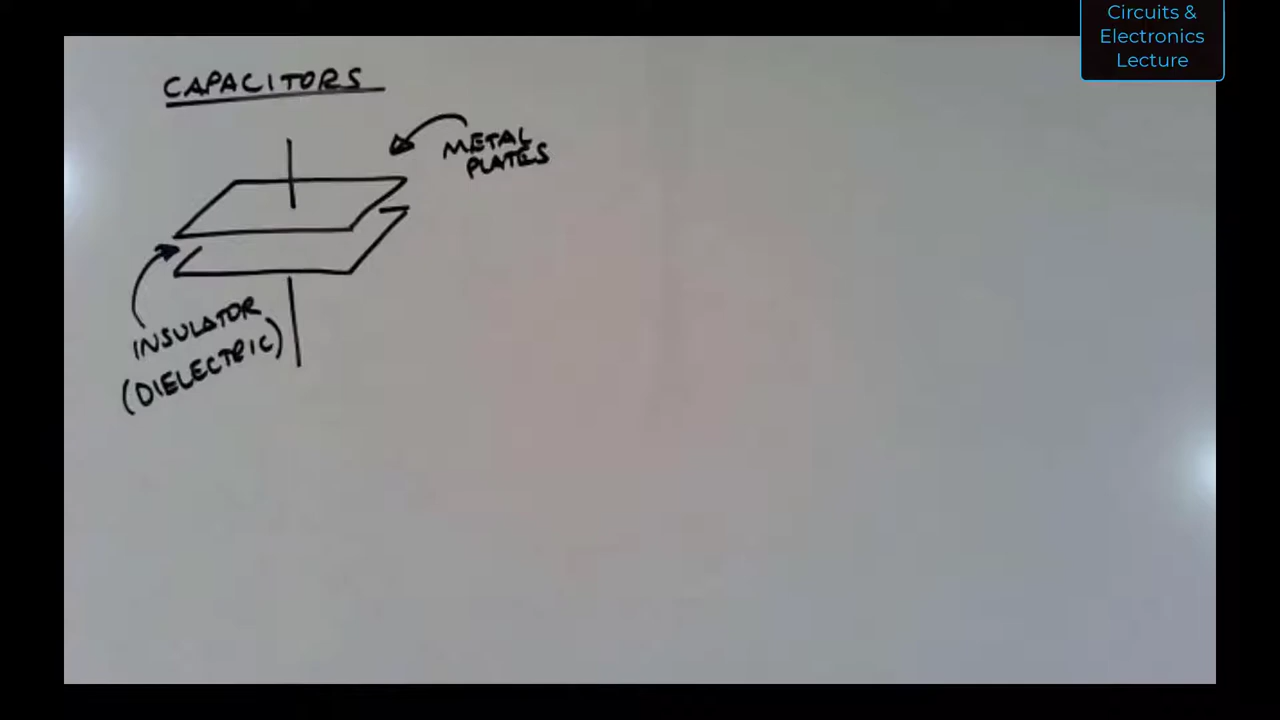 Circuits &
Electronics
Lecture
CAPACITORS
METAL
PLATES
INSULATOR
(DIELECTRIC)